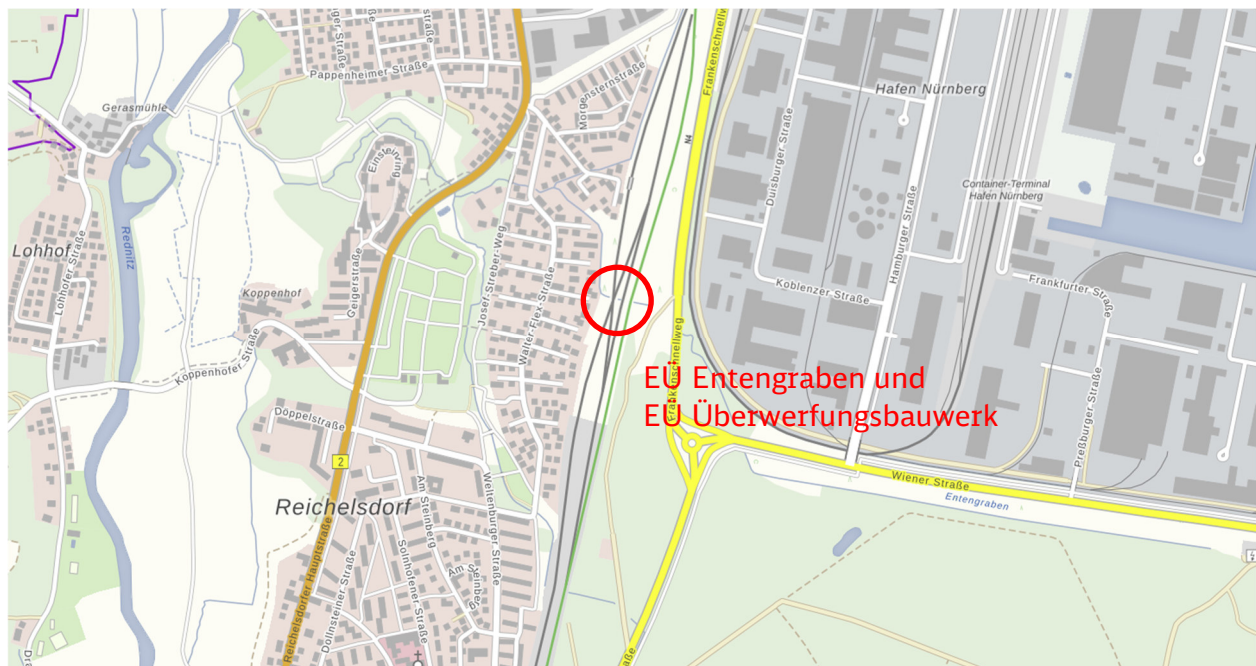 Pappenheimer Straße
Gerasmühle
Morgensternstraße
Frankenschnellweg
Hafen Nürnberg
N4
Duisburger Straße
Einsteinring
Container-Terminal
Hafen Nürnberg
Hamburger Straße
Lohhof
Lohhofer Straße
Rednitz
Geigerstraße
Josef-Streber-Weg
Walter-Flex-Straße
Koppenhof
Koblenzer Straße
Frankfurter Straße
Koppenhofer Straße
Frankenschnellweg
EÜ Entengraben und
EÜ Überwerfungsbauwerk
Preßburger Straße
Döppelstraße
2
Weltenburger Straße
Am Steinberg
Wiener Straße
Entengraben
Reichelsdorf
Reichelsdorfer Hauptstraße
Dollnsteiner Straße
Solnhofener Straße
Am Steinberg